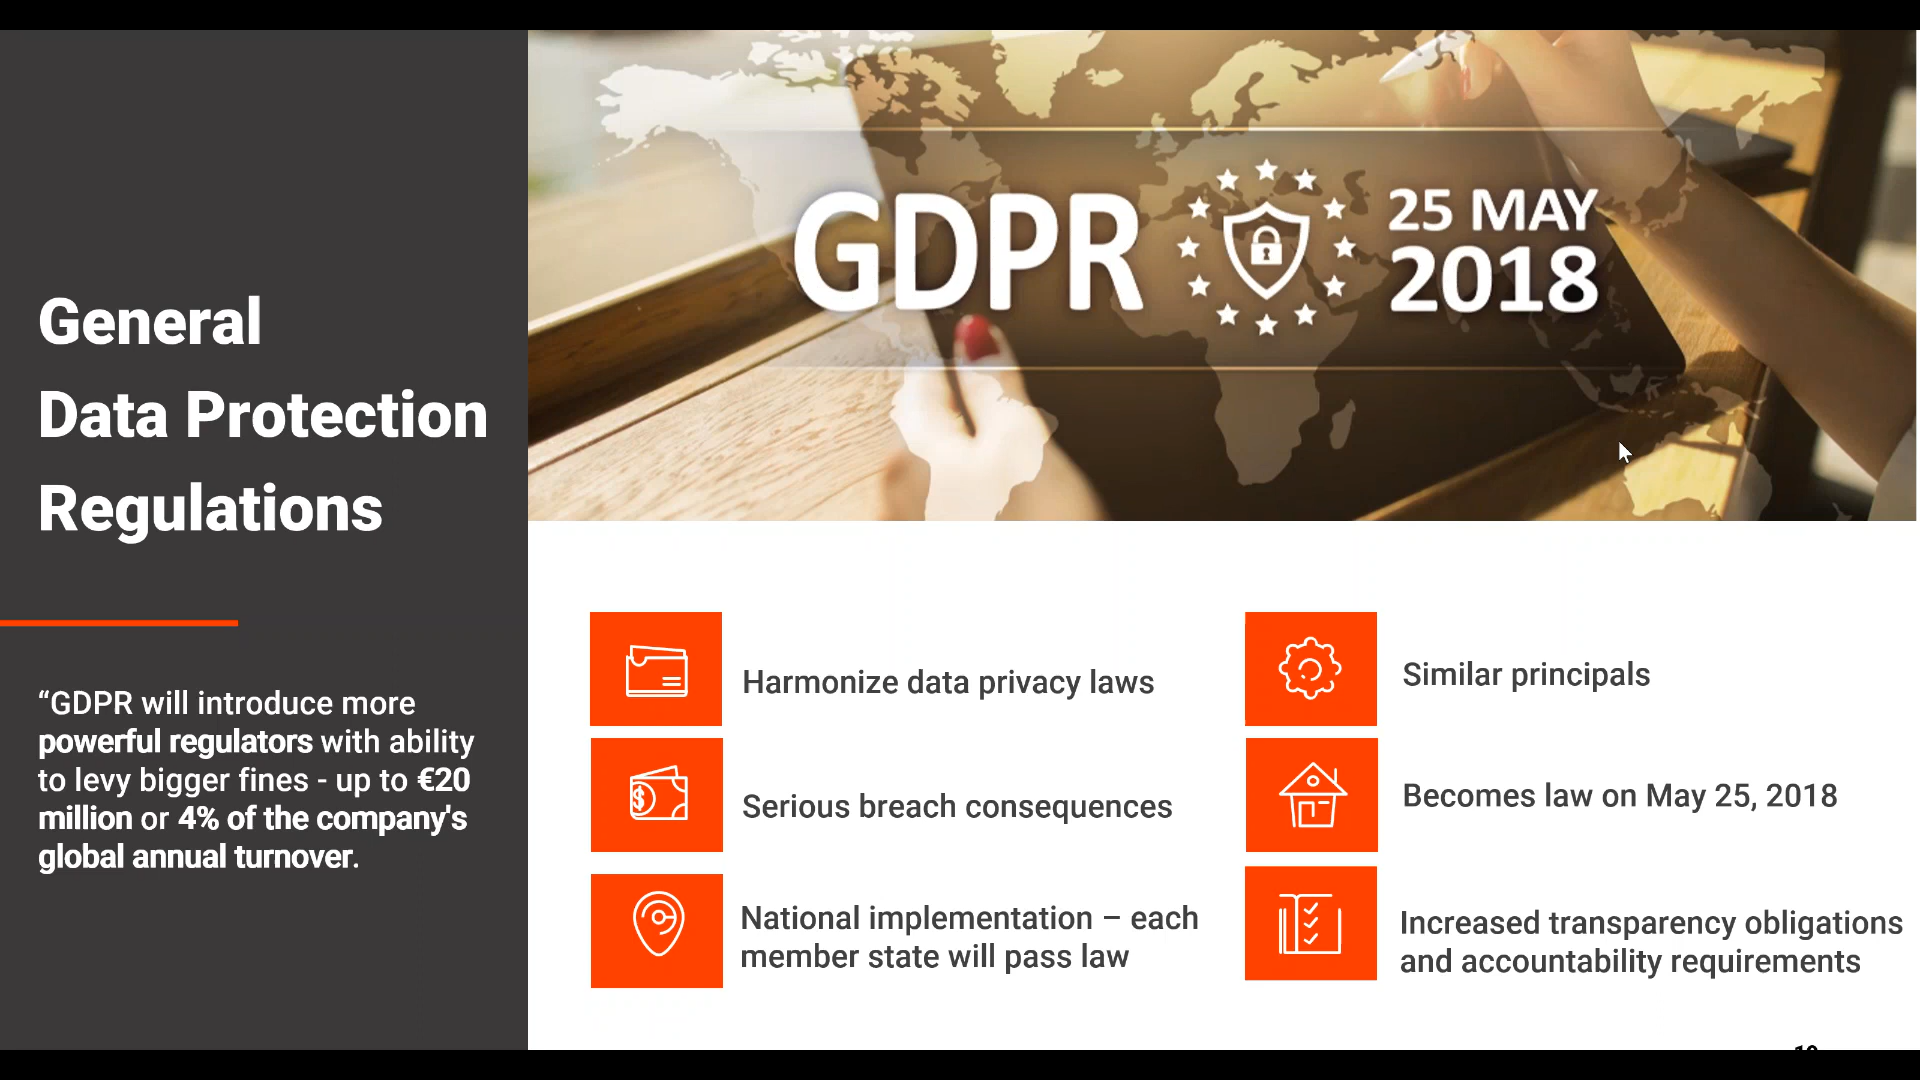 General
Data Protection
Regulations
“GDPR will introduce more
powerful regulators with ability
to levy bigger fines - up to €20
million or 4% of the company's
global annual turnover.
GDPR
25 MAY
2018
Harmonize data privacy laws
Serious breach consequences
National implementation – each
member state will pass law
Similar principals
Becomes law on May 25, 2018
Increased transparency obligations
and accountability requirements